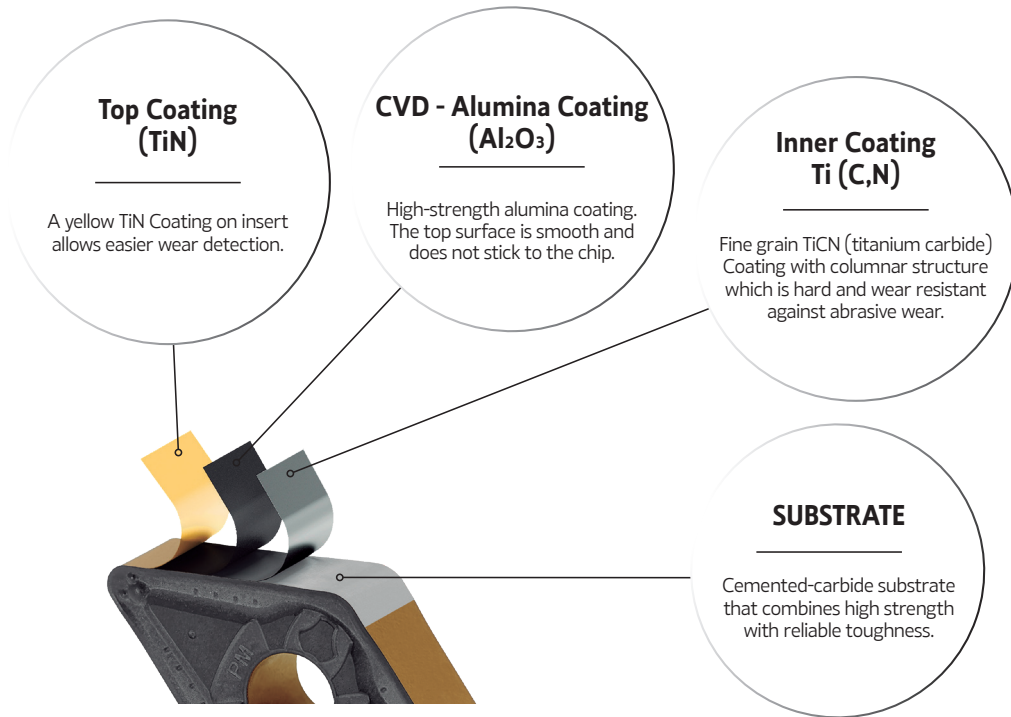 Top Coating
(TiN)
A yellow TiN Coating on insert
allows easier wear detection.
CVD - Alumina Coating
(Al₂O₃)
High-strength alumina coating.
The top surface is smooth and
does not stick to the chip.
Inner Coating
Ti (C,N)
Fine grain TiCN (titanium carbide)
Coating with columnar structure
which is hard and wear resistant
against abrasive wear.
SUBSTRATE
Cemented-carbide substrate
that combines high strength
with reliable toughness.
PM